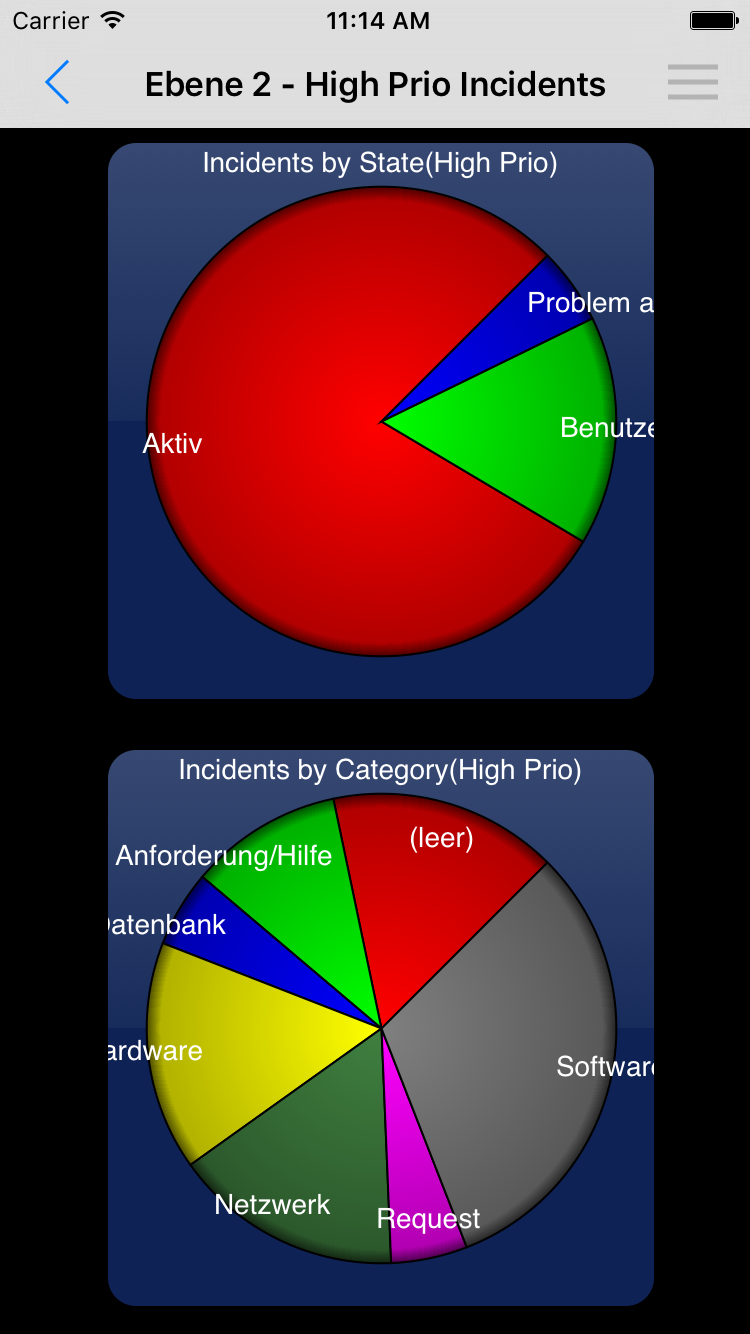 Carrier
11:14 AM
Ebene 2 - High Prio Incidents
Incidents by State(High Prio)
Problem a
Benutze
Aktiv
Incidents by Category(High Prio)
(leer)
Anforderung/Hilfe
Datenbank
ardware
Software
Netzwerk
Request